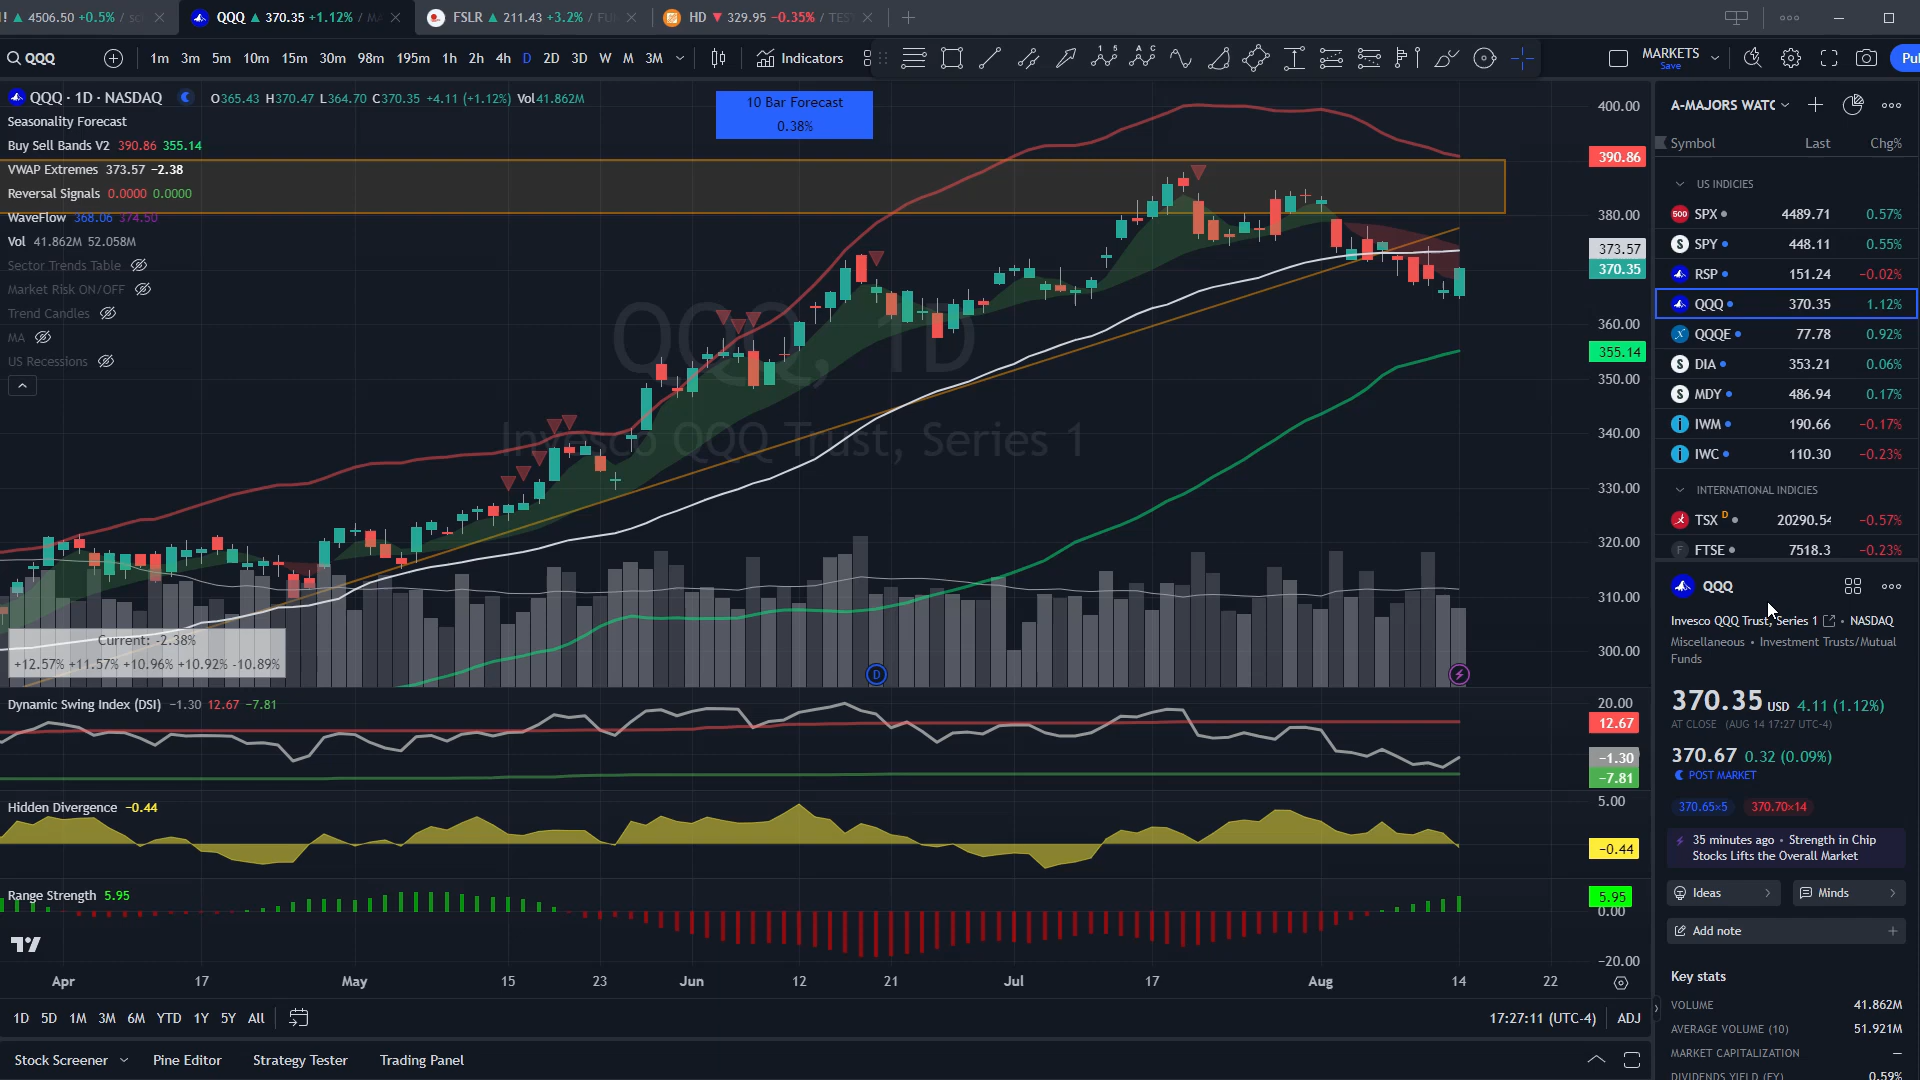 4506.50 +0.5%
QQQ 370.35 +1.12%
FSLR 211.43 +3.2%
HD 329.95 −0.35%
QQQ 1m 3m 5m 10m 15m 30m 98m 195m 1h 2h 4h D 2D 3D W M 3M Indicators MARKETS Save
QQQ · 1D · NASDAQ O365.43 H370.47 L364.70 C370.35 +4.11 (+1.12%) Vol41.862M
Seasonality Forecast
Buy Sell Bands V2 390.86 355.14
VWAP Extremes 373.57 −2.38
Reversal Signals 0.0000 0.0000
WaveFlow 368.06 374.50
Vol 41.862M 52.058M
Sector Trends Table
Market Risk ON/OFF
Trend Candles
MA
US Recessions
10 Bar Forecast
0.38%
QQQ, 1D
Invesco QQQ Trust, Series 1
400.00
390.86
380.00
373.57
370.35
360.00
355.14
350.00
340.00
330.00
320.00
310.00
300.00
Current: -2.38%
+12.57% +11.57% +10.96% +10.92% -10.89%
D
Dynamic Swing Index (DSI) −1.30 12.67 −7.81
20.00
12.67
−1.30
−7.81
Hidden Divergence −0.44
5.00
−0.44
Range Strength 5.95
5.95
0.00
−20.00
Apr 17 May 15 23 Jun 12 21 Jul 17 Aug 14 22
1D 5D 1M 3M 6M YTD 1Y 5Y All
17:27:11 (UTC-4) ADJ
Stock Screener Pine Editor Strategy Tester Trading Panel
Symbol Last Chg%
US INDICIES
500 SPX 4489.71 0.57%
S SPY 448.11 0.55%
RSP 151.24 −0.02%
QQQ 370.35 1.12%
QQQE 77.78 0.92%
S DIA 353.21 0.06%
S MDY 486.94 0.17%
i IWM 190.66 −0.17%
i IWC 110.30 −0.23%
INTERNATIONAL INDICIES
TSX D −0.57%
F FTSE 7518.3 −0.23%
QQQ
Invesco QQQ Trust, Series 1 • NASDAQ
Miscellaneous • Investment Trusts/Mutual
Funds
370.35 USD 4.11 (1.12%)
AT CLOSE (AUG 14 17:27 UTC-4)
370.67 0.32 (0.09%)
POST MARKET
370.65×5 370.70×14
35 minutes ago • Strength in Chip
Stocks Lifts the Overall Market
Ideas Minds
Add note
Key stats
VOLUME 41.862M
AVERAGE VOLUME (10) 51.921M
MARKET CAPITALIZATION —
DIVIDENDS YIELD (FY) 0.59%